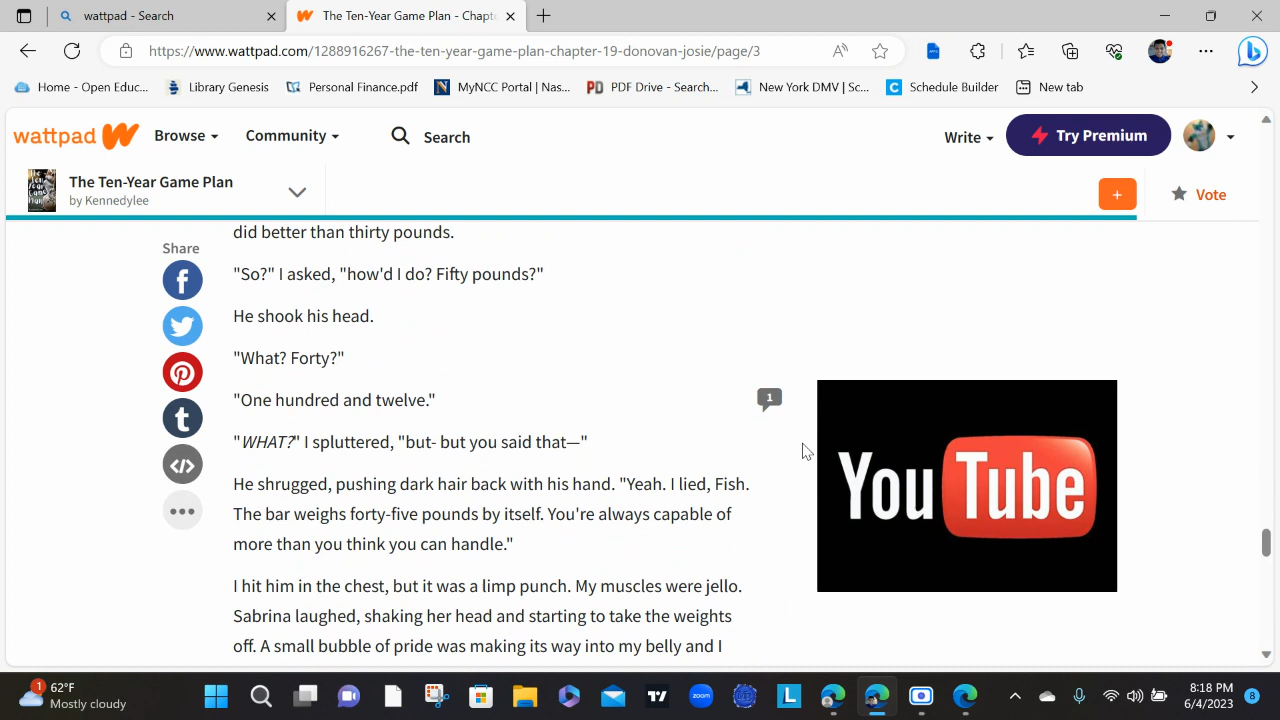 wattpad - Search
The Ten-Year Game Plan - Chapt
https://www.wattpad.com/1288916267-the-ten-year-game-plan-chapter-19-donovan-josie/page/3
Home - Open Educ...
Library Genesis
Personal Finance.pdf
MyNCC Portal | Nas...
PDF Drive - Search...
New York DMV | Sc...
Schedule Builder
New tab
wattpad
Browse
Community
Search
Write
Try Premium
The Ten-Year Game Plan
by Kennedylee
+
Vote
Share
did better than thirty pounds.
"So?" I asked, "how'd I do? Fifty pounds?"
He shook his head.
"What? Forty?"
"One hundred and twelve."
1
"WHAT?" I spluttered, "but- but you said that—"
He shrugged, pushing dark hair back with his hand. "Yeah. I lied, Fish.
The bar weighs forty-five pounds by itself. You're always capable of
more than you think you can handle."
I hit him in the chest, but it was a limp punch. My muscles were jello.
Sabrina laughed, shaking her head and starting to take the weights
off. A small bubble of pride was making its way into my belly and I
YouTube
1
62°F
Mostly cloudy
zoom
8:18 PM
6/4/2023
8